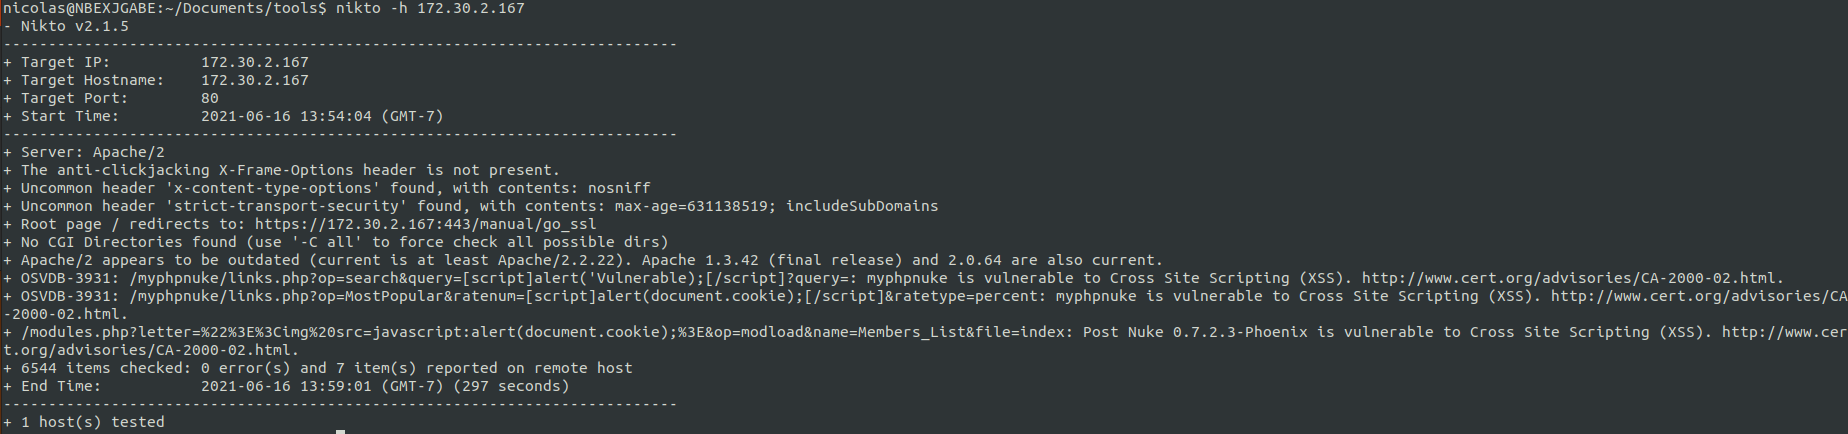 nicolas@NBEXJGABE:~/Documents/tools$ nikto -h 172.30.2.167
- Nikto v2.1.5
---------------------------------------------------------------------------
+ Target IP:          172.30.2.167
+ Target Hostname:    172.30.2.167
+ Target Port:        80
+ Start Time:         2021-06-16 13:54:04 (GMT-7)
---------------------------------------------------------------------------
+ Server: Apache/2
+ The anti-clickjacking X-Frame-Options header is not present.
+ Uncommon header 'x-content-type-options' found, with contents: nosniff
+ Uncommon header 'strict-transport-security' found, with contents: max-age=631138519; includeSubDomains
+ Root page / redirects to: https://172.30.2.167:443/manual/go_ssl
+ No CGI Directories found (use '-C all' to force check all possible dirs)
+ Apache/2 appears to be outdated (current is at least Apache/2.2.22). Apache 1.3.42 (final release) and 2.0.64 are also current.
+ OSVDB-3931: /myphpnuke/links.php?op=search&query=[script]alert('Vulnerable);[/script]?query=: myphpnuke is vulnerable to Cross Site Scripting (XSS). http://www.cert.org/advisories/CA-2000-02.html.
+ OSVDB-3931: /myphpnuke/links.php?op=MostPopular&ratenum=[script]alert(document.cookie);[/script]&ratetype=percent: myphpnuke is vulnerable to Cross Site Scripting (XSS). http://www.cert.org/advisories/CA
-2000-02.html.
+ /modules.php?letter=%22%3E%3Cimg%20src=javascript:alert(document.cookie);%3E&op=modload&name=Members_List&file=index: Post Nuke 0.7.2.3-Phoenix is vulnerable to Cross Site Scripting (XSS). http://www.cer
t.org/advisories/CA-2000-02.html.
+ 6544 items checked: 0 error(s) and 7 item(s) reported on remote host
+ End Time:           2021-06-16 13:59:01 (GMT-7) (297 seconds)
---------------------------------------------------------------------------
+ 1 host(s) tested